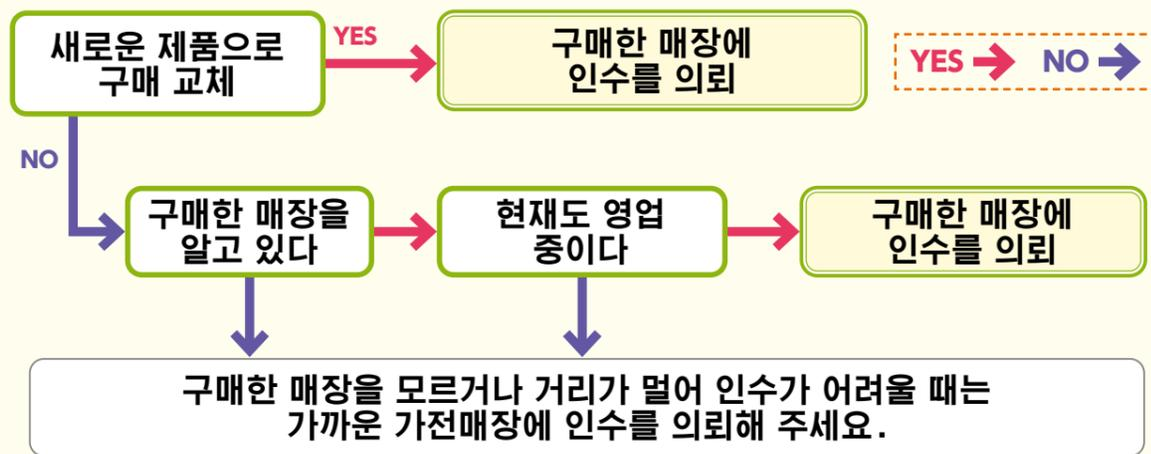 새로운 제품으로
구매 교체
YES
구매한 매장에
인수를 의뢰
YES NO
NO
구매한 매장을
알고 있다
현재도 영업
중이다
구매한 매장에
인수를 의뢰
구매한 매장을 모르거나 거리가 멀어 인수가 어려울 때는
가까운 가전매장에 인수를 의뢰해 주세요.